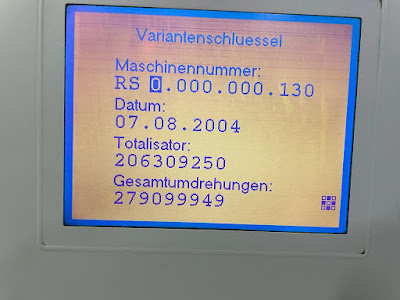 Variantenschluessel
Maschinennummer:
RS 0.000.000.130
Datum:
07.08.2004
Totalisator:
206309250
Gesamtumdrehungen:
279099949